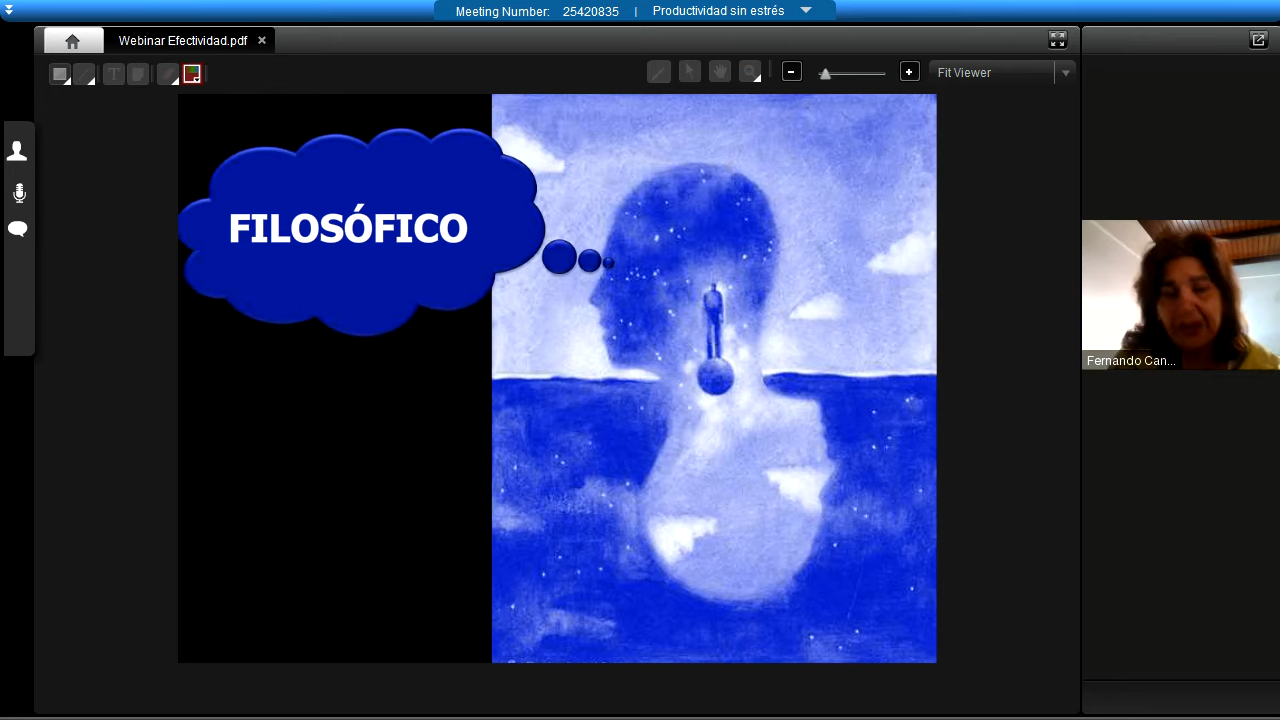 Meeting Number: 25420835 | Productividad sin estrés
Webinar Efectividad.pdf
T
Fit Viewer
FILOSÓFICO
Fernando Can...